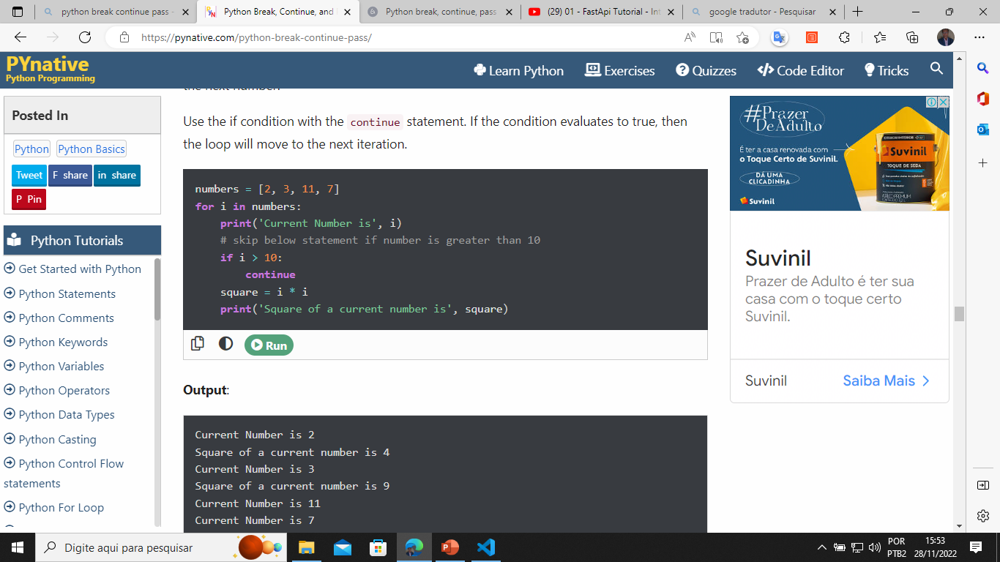 python break continue pass -
Python Break, Continue, and
Python break, continue, pass
(29) 01 - FastApi Tutorial - Int
google tradutor - Pesquisar
https://pynative.com/python-break-continue-pass/
PYnative
Python Programming
Learn Python
Exercises
Quizzes
Code Editor
Tricks
Posted In
Python
Python Basics
Tweet
F share
in share
P Pin
Python Tutorials
Get Started with Python
Python Statements
Python Comments
Python Keywords
Python Variables
Python Operators
Python Data Types
Python Casting
Python Control Flow
statements
Python For Loop
the next number.
Use the if condition with the continue statement. If the condition evaluates to true, then
the loop will move to the next iteration.
numbers = [2, 3, 11, 7]
for i in numbers:
    print('Current Number is', i)
    # skip below statement if number is greater than 10
    if i > 10:
        continue
    square = i * i
    print('Square of a current number is', square)
Run
Output:
Current Number is 2
Square of a current number is 4
Current Number is 3
Square of a current number is 9
Current Number is 11
Current Number is 7
#Prazer
DeAdulto
É ter a casa renovada com
o Toque Certo de Suvinil.
DÁ UMA
CLICADINHA
Suvinil
Suvinil
TOQUE DE SEDA
Suvinil
Prazer de Adulto é ter sua
casa com o toque certo
Suvinil.
Suvinil
Saiba Mais
Digite aqui para pesquisar
POR
PTB2
15:53
28/11/2022